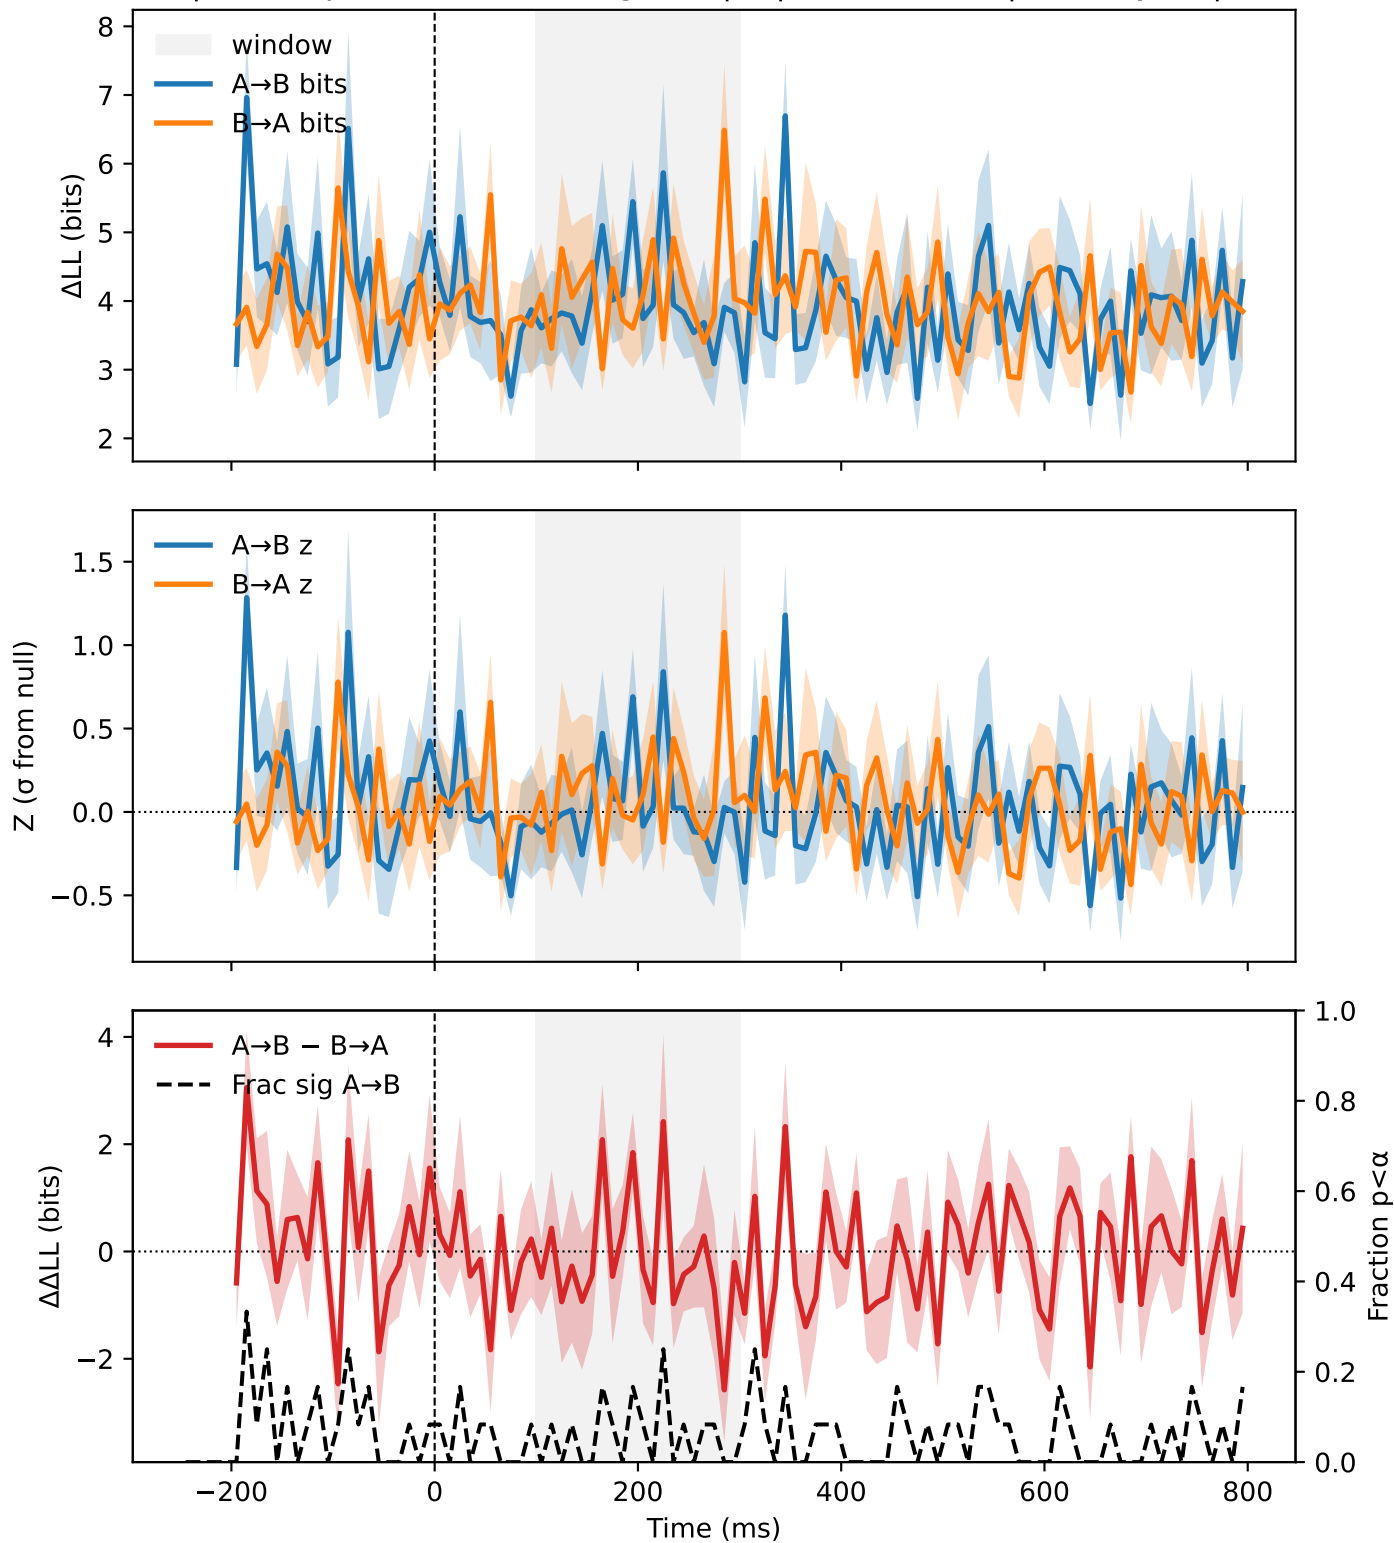 8
7
6
5
4
3
2
ΔLL (bits)
window
A→B bits
B→A bits
1.5
1.0
0.5
0.0
−0.5
Z (σ from null)
A→B z
B→A z
4
2
0
−2
ΔΔLL (bits)
A→B − B→A
Frac sig A→B
1.0
0.8
0.6
0.4
0.2
0.0
Fraction p<α
−200 0 200 400 600 800
Time (ms)